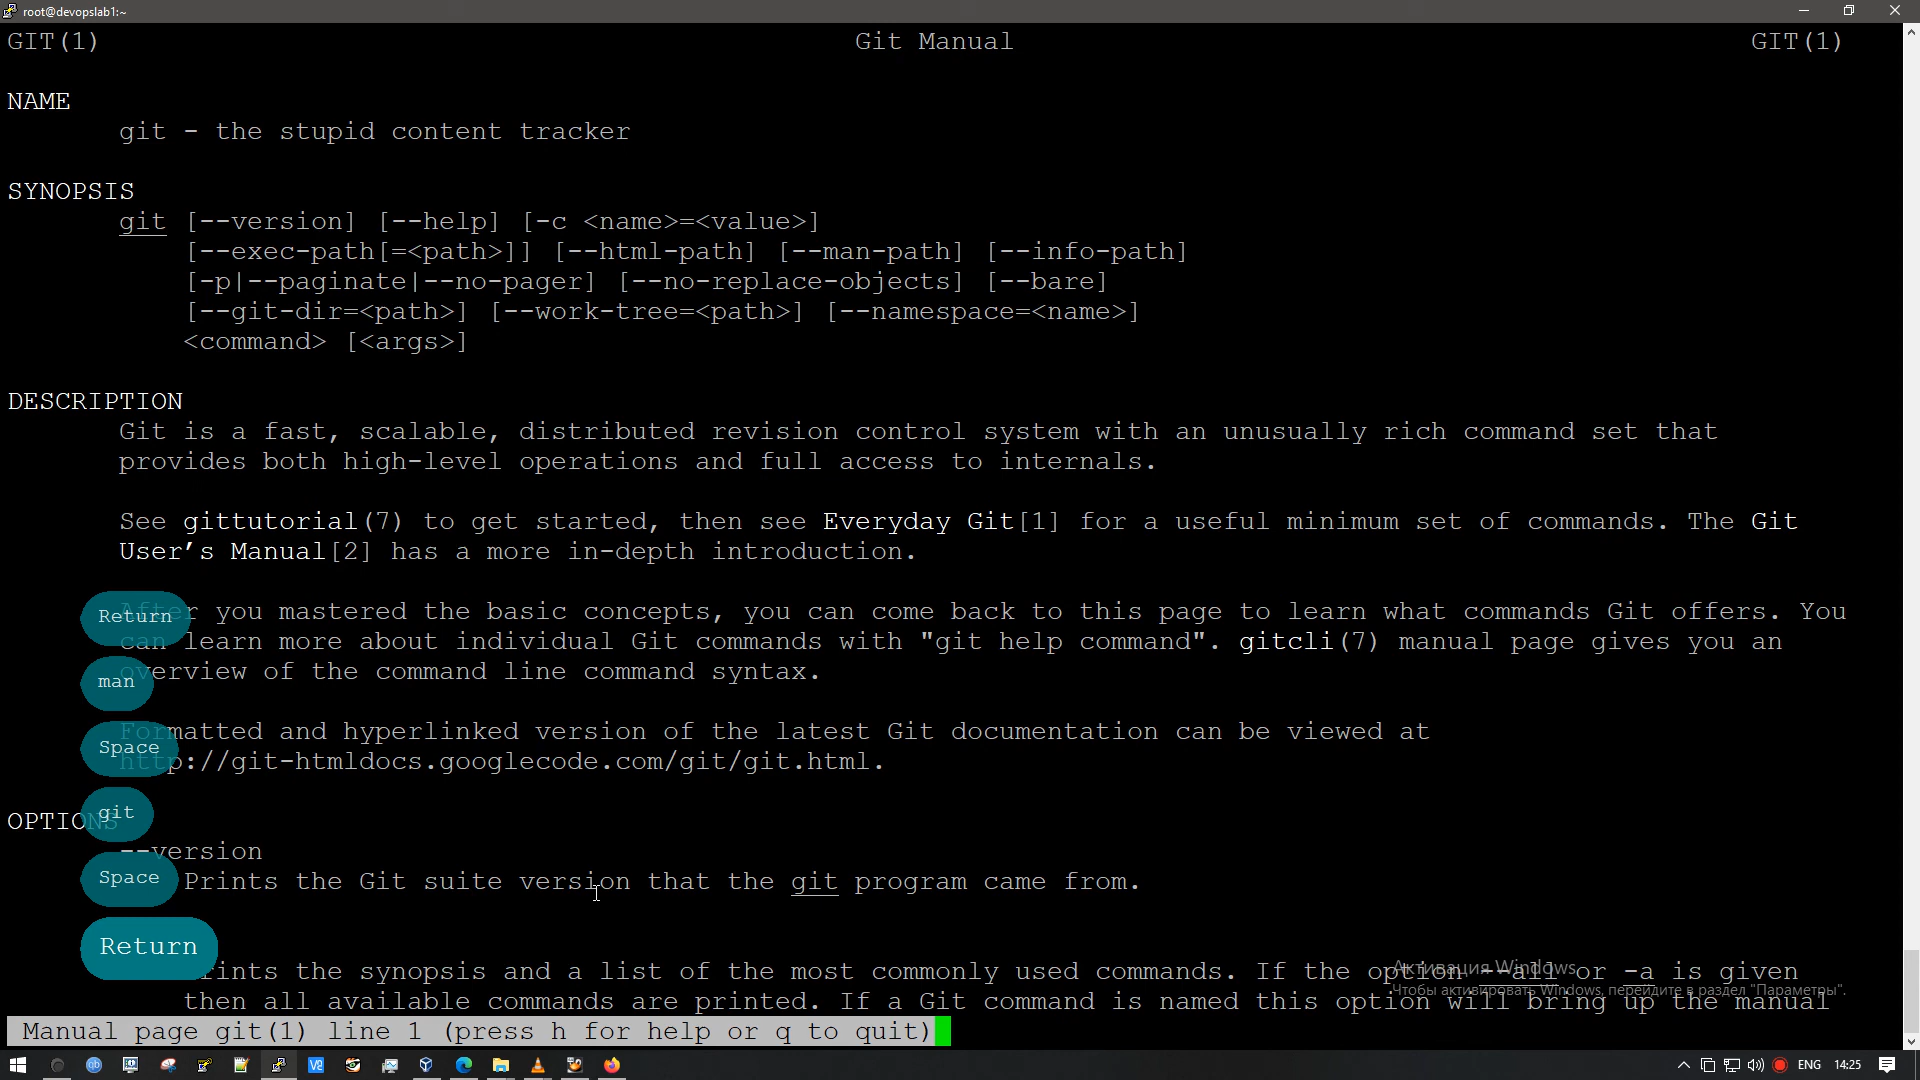 root@devopslab1:~
GIT(1) Git Manual GIT(1)
NAME
git - the stupid content tracker
SYNOPSIS
git [--version] [--help] [-c <name>=<value>]
[--exec-path[=<path>]] [--html-path] [--man-path] [--info-path]
[-p|--paginate|--no-pager] [--no-replace-objects] [--bare]
[--git-dir=<path>] [--work-tree=<path>] [--namespace=<name>]
<command> [<args>]
DESCRIPTION
Git is a fast, scalable, distributed revision control system with an unusually rich command set that
provides both high-level operations and full access to internals.
See gittutorial(7) to get started, then see Everyday Git[1] for a useful minimum set of commands. The Git
User’s Manual[2] has a more in-depth introduction.
After you mastered the basic concepts, you can come back to this page to learn what commands Git offers. You
can learn more about individual Git commands with "git help command". gitcli(7) manual page gives you an
overview of the command line command syntax.
Formatted and hyperlinked version of the latest Git documentation can be viewed at
http://git-htmldocs.googlecode.com/git/git.html.
OPTIONS
--version
Prints the Git suite version that the git program came from.
Prints the synopsis and a list of the most commonly used commands. If the option --all or -a is given
then all available commands are printed. If a Git command is named this option will bring up the manual
Manual page git(1) line 1 (press h for help or q to quit)
Return
man
Space
git
Space
Return
Активация Windows
Чтобы активировать Windows, перейдите в раздел "Параметры".
ENG 14:25